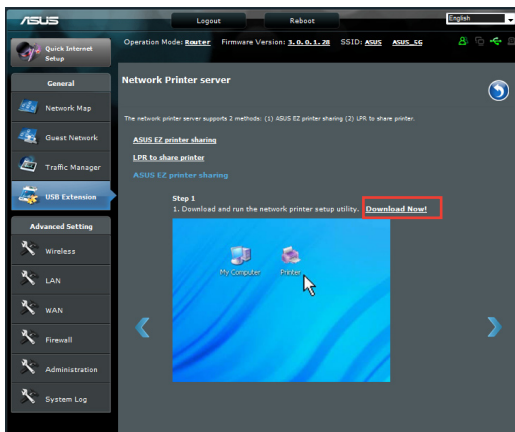 ASUS
Logout
Reboot
English
Quick Internet
Setup
Operation Mode: Router Firmware Version: 3.0.0.1.28 SSID: ASUS ASUS_5G
General
Network Map
Guest Network
Traffic Manager
USB Extension
Advanced Setting
Wireless
LAN
WAN
Firewall
Administration
System Log
Network Printer server
The network printer server supports 2 methods: (1) ASUS EZ printer sharing (2) LPR to share printer.
ASUS EZ printer sharing
LPR to share printer
ASUS EZ printer sharing
Step 1
1. Download and run the network printer setup utility. Download Now!
My Computer
Printer